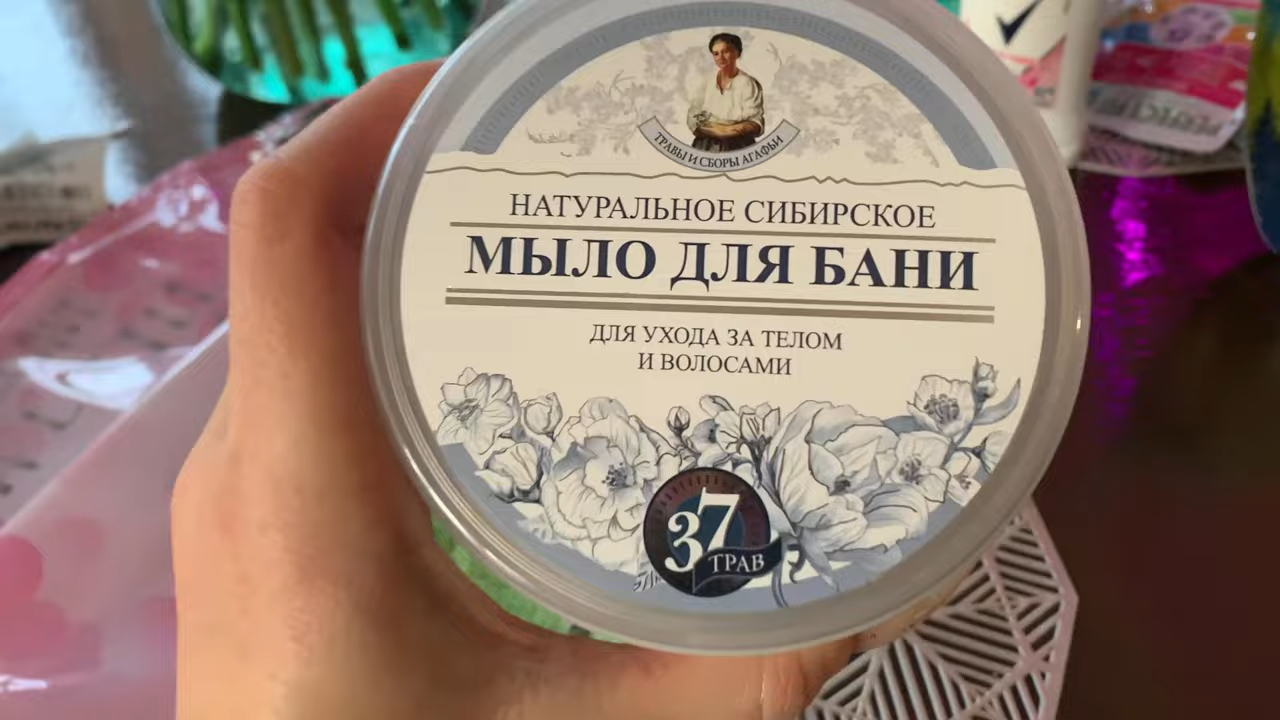 ТРАВЫ И СБОРЫ АГАФЬИ
НАТУРАЛЬНОЕ СИБИРСКОЕ
МЫЛО ДЛЯ БАНИ
ДЛЯ УХОДА ЗА ТЕЛОМ
И ВОЛОСАМИ
37
ТРАВ